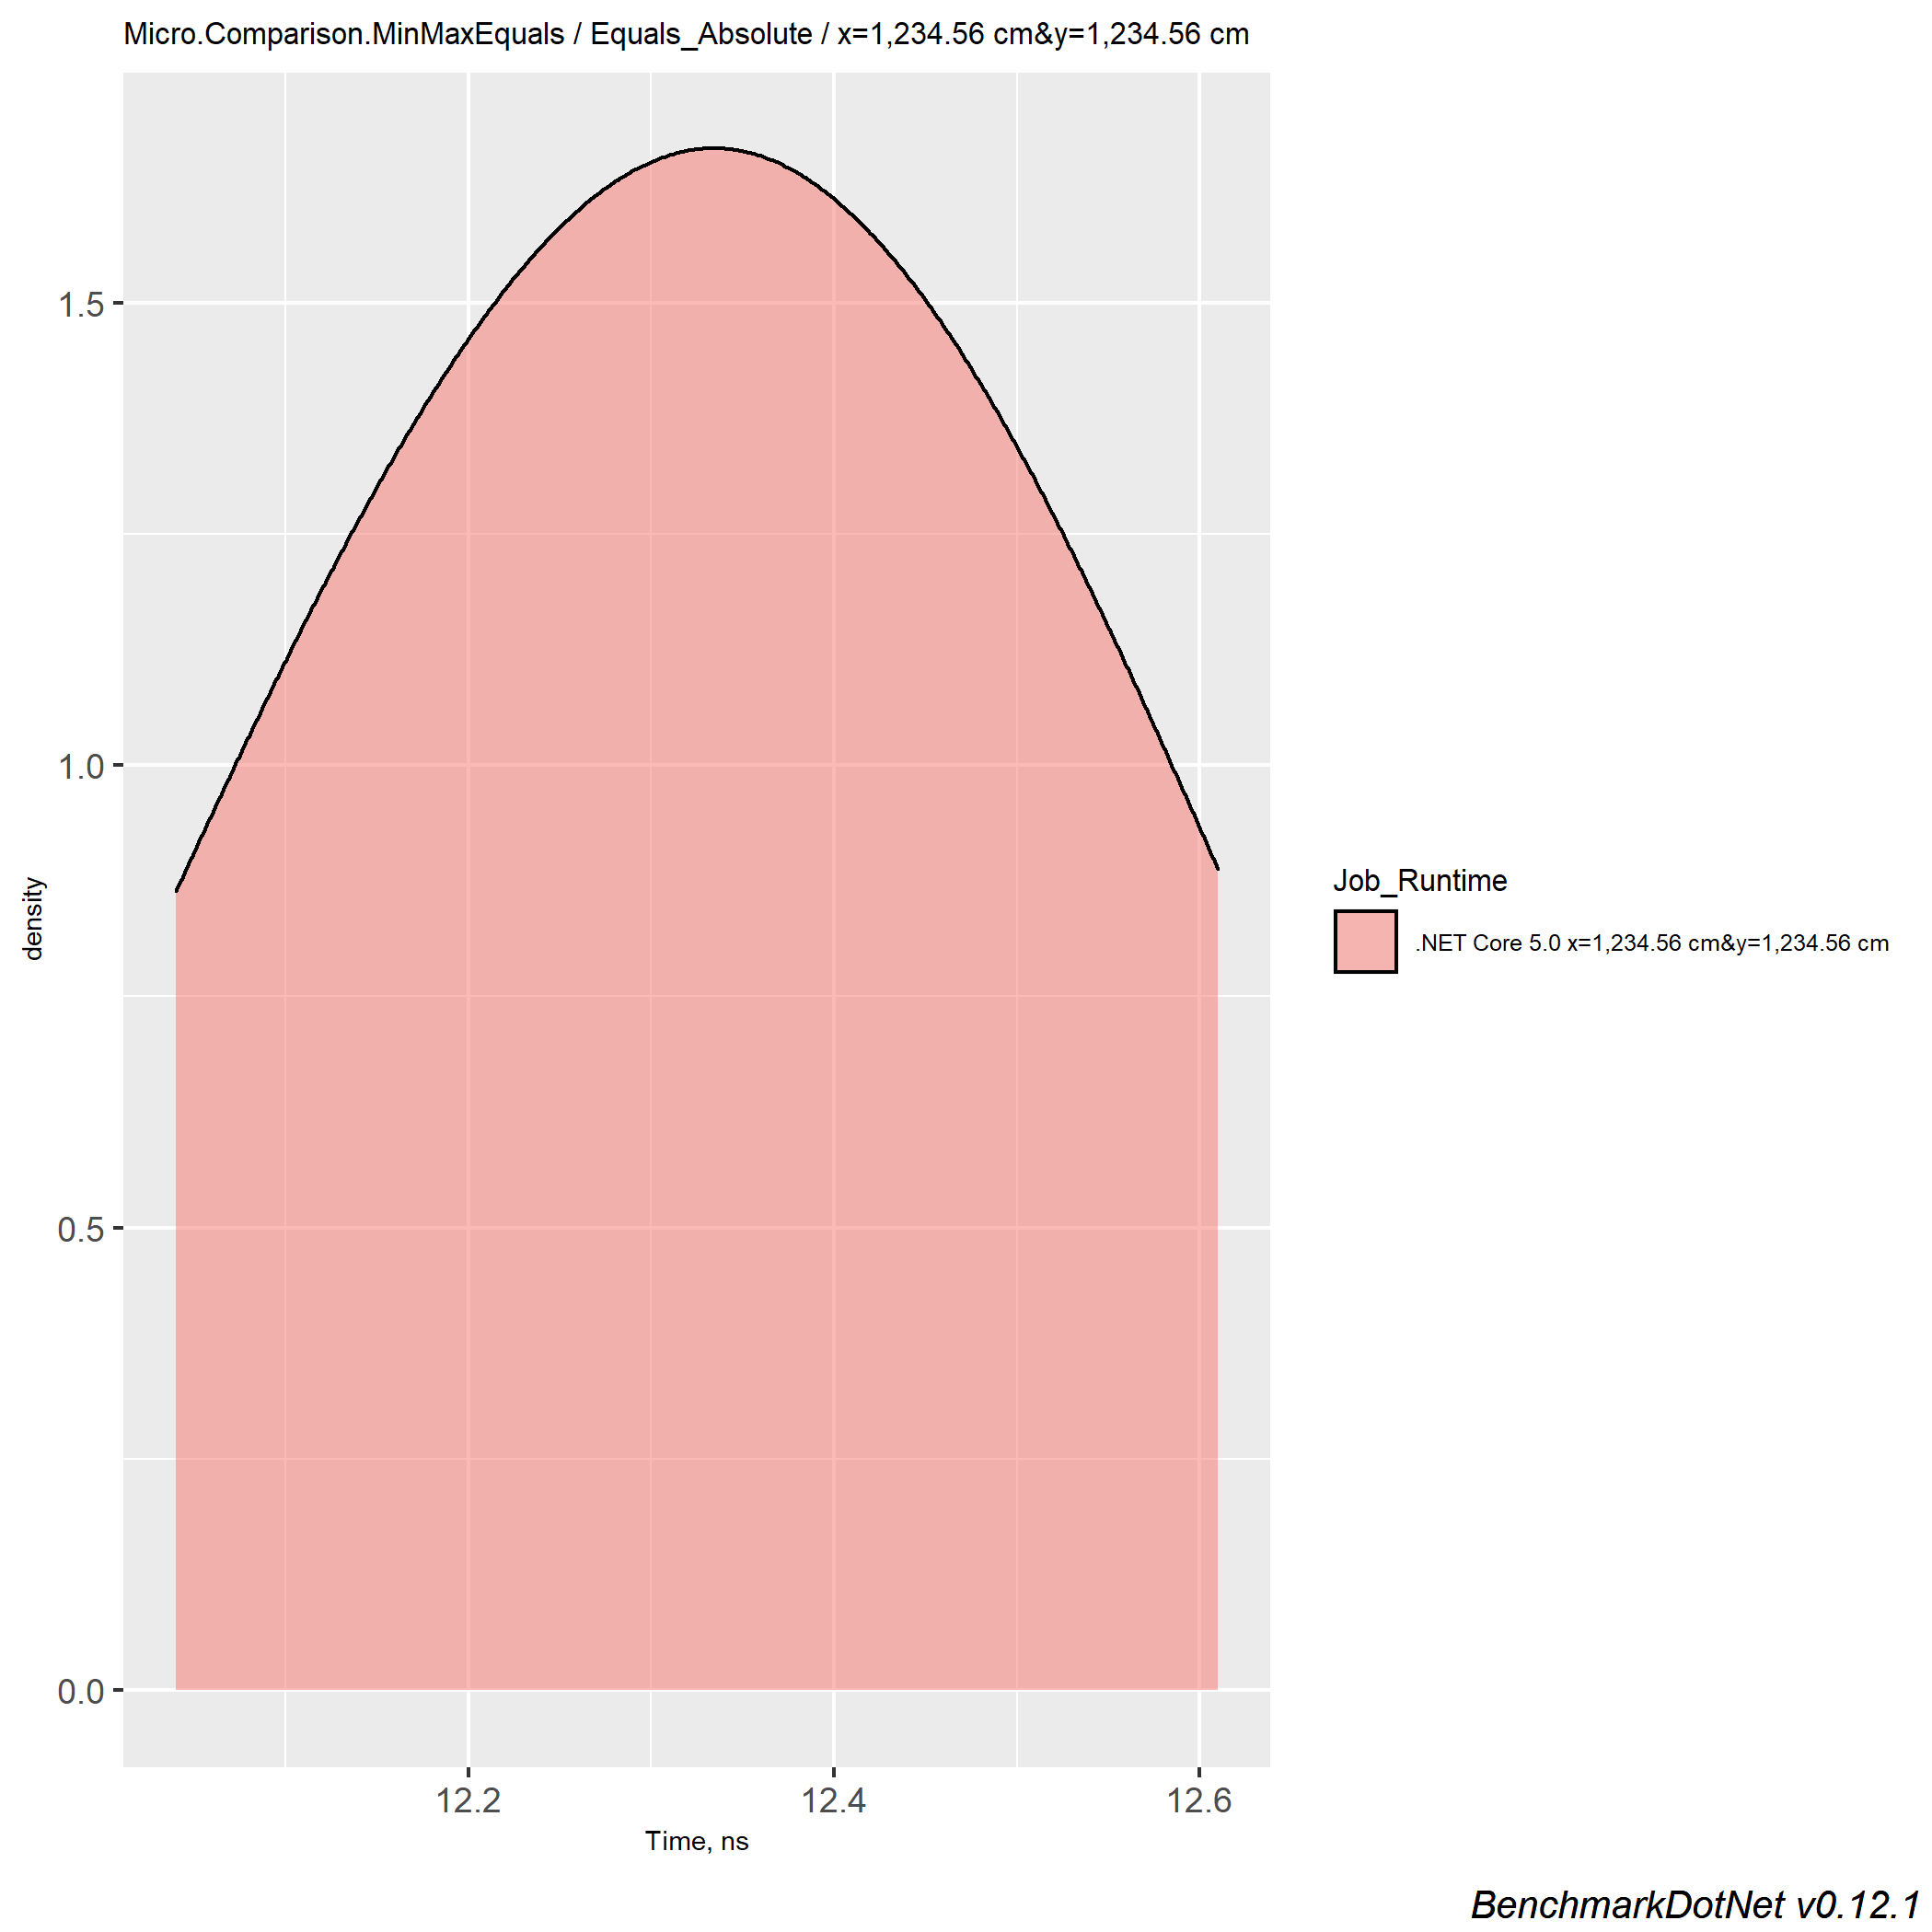 Micro.Comparison.MinMaxEquals / Equals_Absolute / x=1,234.56 cm&y=1,234.56 cm
1.5
1.0
0.5
0.0
density
12.2 12.4 12.6
Time, ns
Job_Runtime
.NET Core 5.0 x=1,234.56 cm&y=1,234.56 cm
BenchmarkDotNet v0.12.1